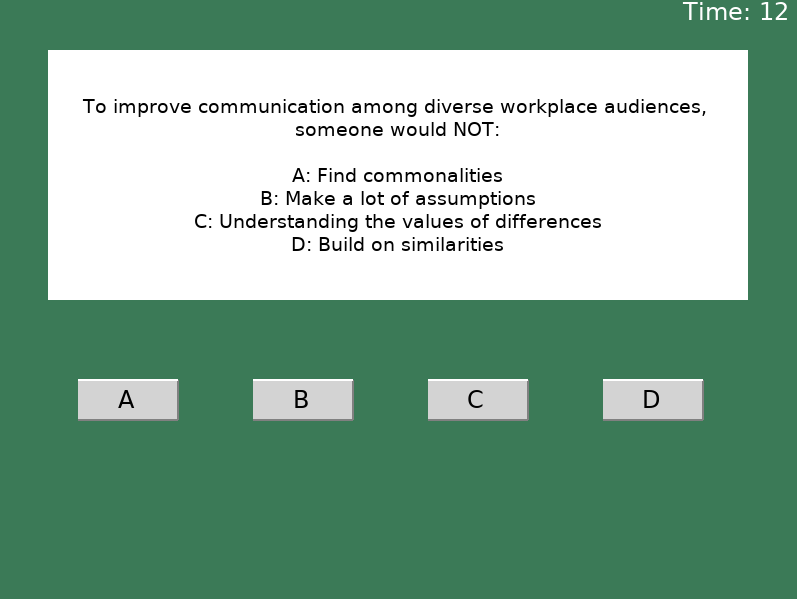 Time: 12
To improve communication among diverse workplace audiences,
someone would NOT:
A: Find commonalities
B: Make a lot of assumptions
C: Understanding the values of differences
D: Build on similarities
A
B
C
D